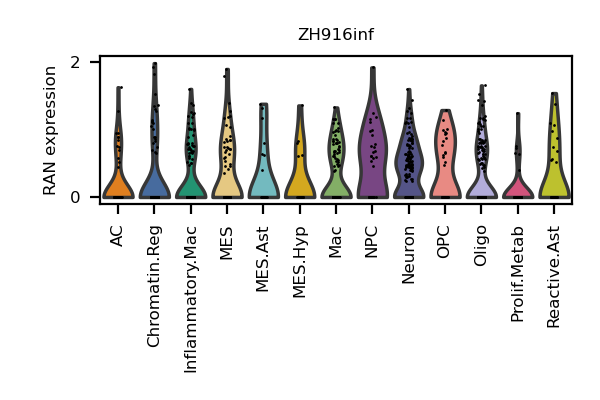 ZH916inf
RAN expression
2
0
AC
Chromatin.Reg
Inflammatory.Mac
MES
MES.Ast
MES.Hyp
Mac
NPC
Neuron
OPC
Oligo
Prolif.Metab
Reactive.Ast